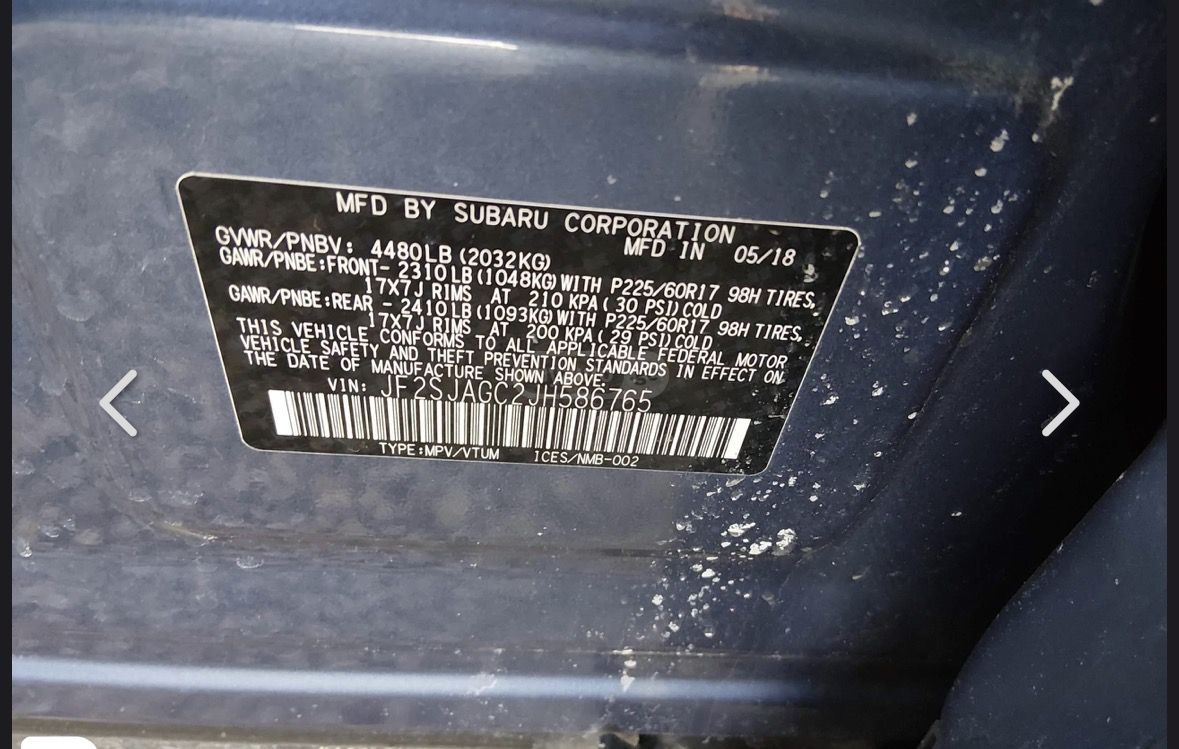 MFD BY SUBARU CORPORATION
MFD IN 05/18
GVWR/PNBV: 4480LB (2032KG)
GAWR/PNBE:FRONT- 2310LB(1048KG)WITH P225/60R17 98H TIRES,
17X7J RIMS AT 210 KPA( 30 PSI)COLD
GAWR/PNBE:REAR - 2410LB(1093KG)WITH P225/60R17 98H TIRES,
17X7J RIMS AT 200 KPA( 29 PSI)COLD
THIS VEHICLE CONFORMS TO ALL APPLICABLE FEDERAL MOTOR
VEHICLE SAFETY AND THEFT PREVENTION STANDARDS IN EFFECT ON
THE DATE OF MANUFACTURE SHOWN ABOVE.
VIN: JF2SJAGC2JH586765
TYPE:MPV/VTUM ICES/NMB-002